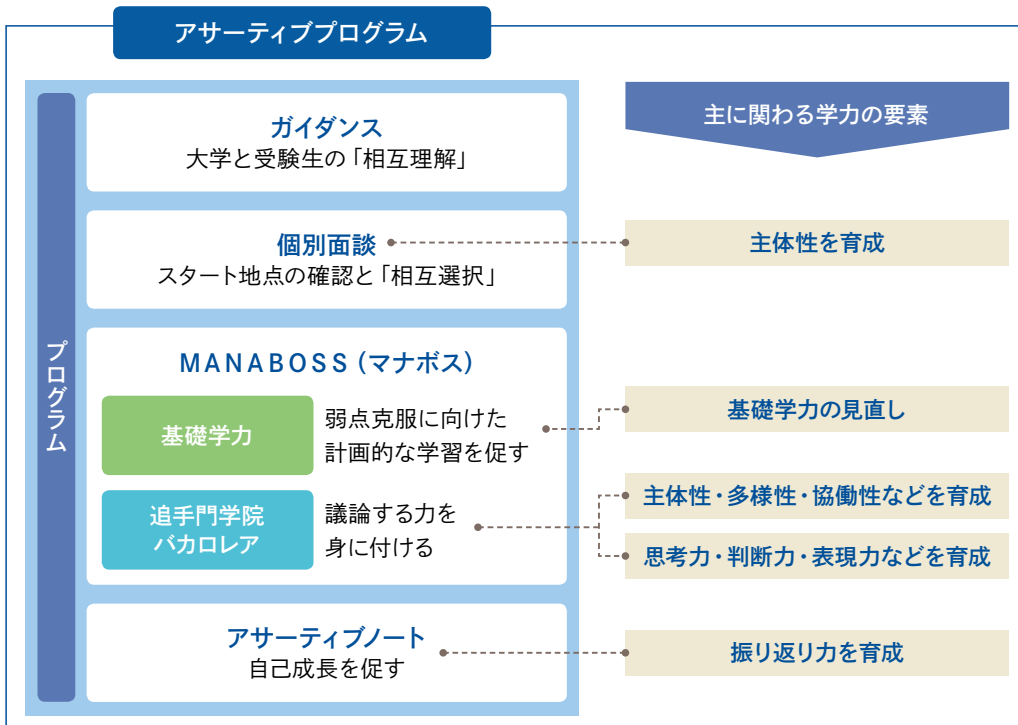 アサーティブプログラム
プログラム
ガイダンス
大学と受験生の「相互理解」
個別面談
スタート地点の確認と「相互選択」
MANABOSS(マナボス)
基礎学力
弱点克服に向けた
計画的な学習を促す
追手門学院
バカロレア
議論する力を
身に付ける
アサーティブノート
自己成長を促す
主に関わる学力の要素
主体性を育成
基礎学力の見直し
主体性・多様性・協働性などを育成
思考力・判断力・表現力などを育成
振り返り力を育成